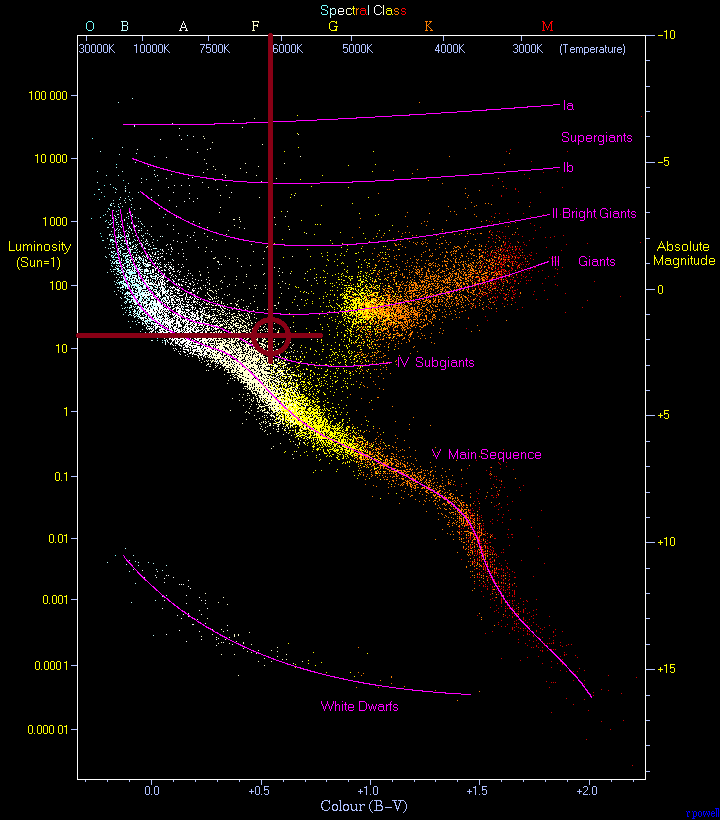 Spectral Class
O B A F G K M
30000K 10000K 7500K 6000K 5000K 4000K 3000K (Temperature)
-10
100 000
Ia
Supergiants
10 000
Ib
-5
1000
II Bright Giants
Luminosity
(Sun=1)
Absolute
Magnitude
III Giants
100
0
10
IV Subgiants
1
+5
V Main Sequence
0.1
0.01
+10
0.001
0.0001
+15
White Dwarfs
0.000 01
0.0 +0.5 +1.0 +1.5 +2.0
Colour (B-V)
cpowell